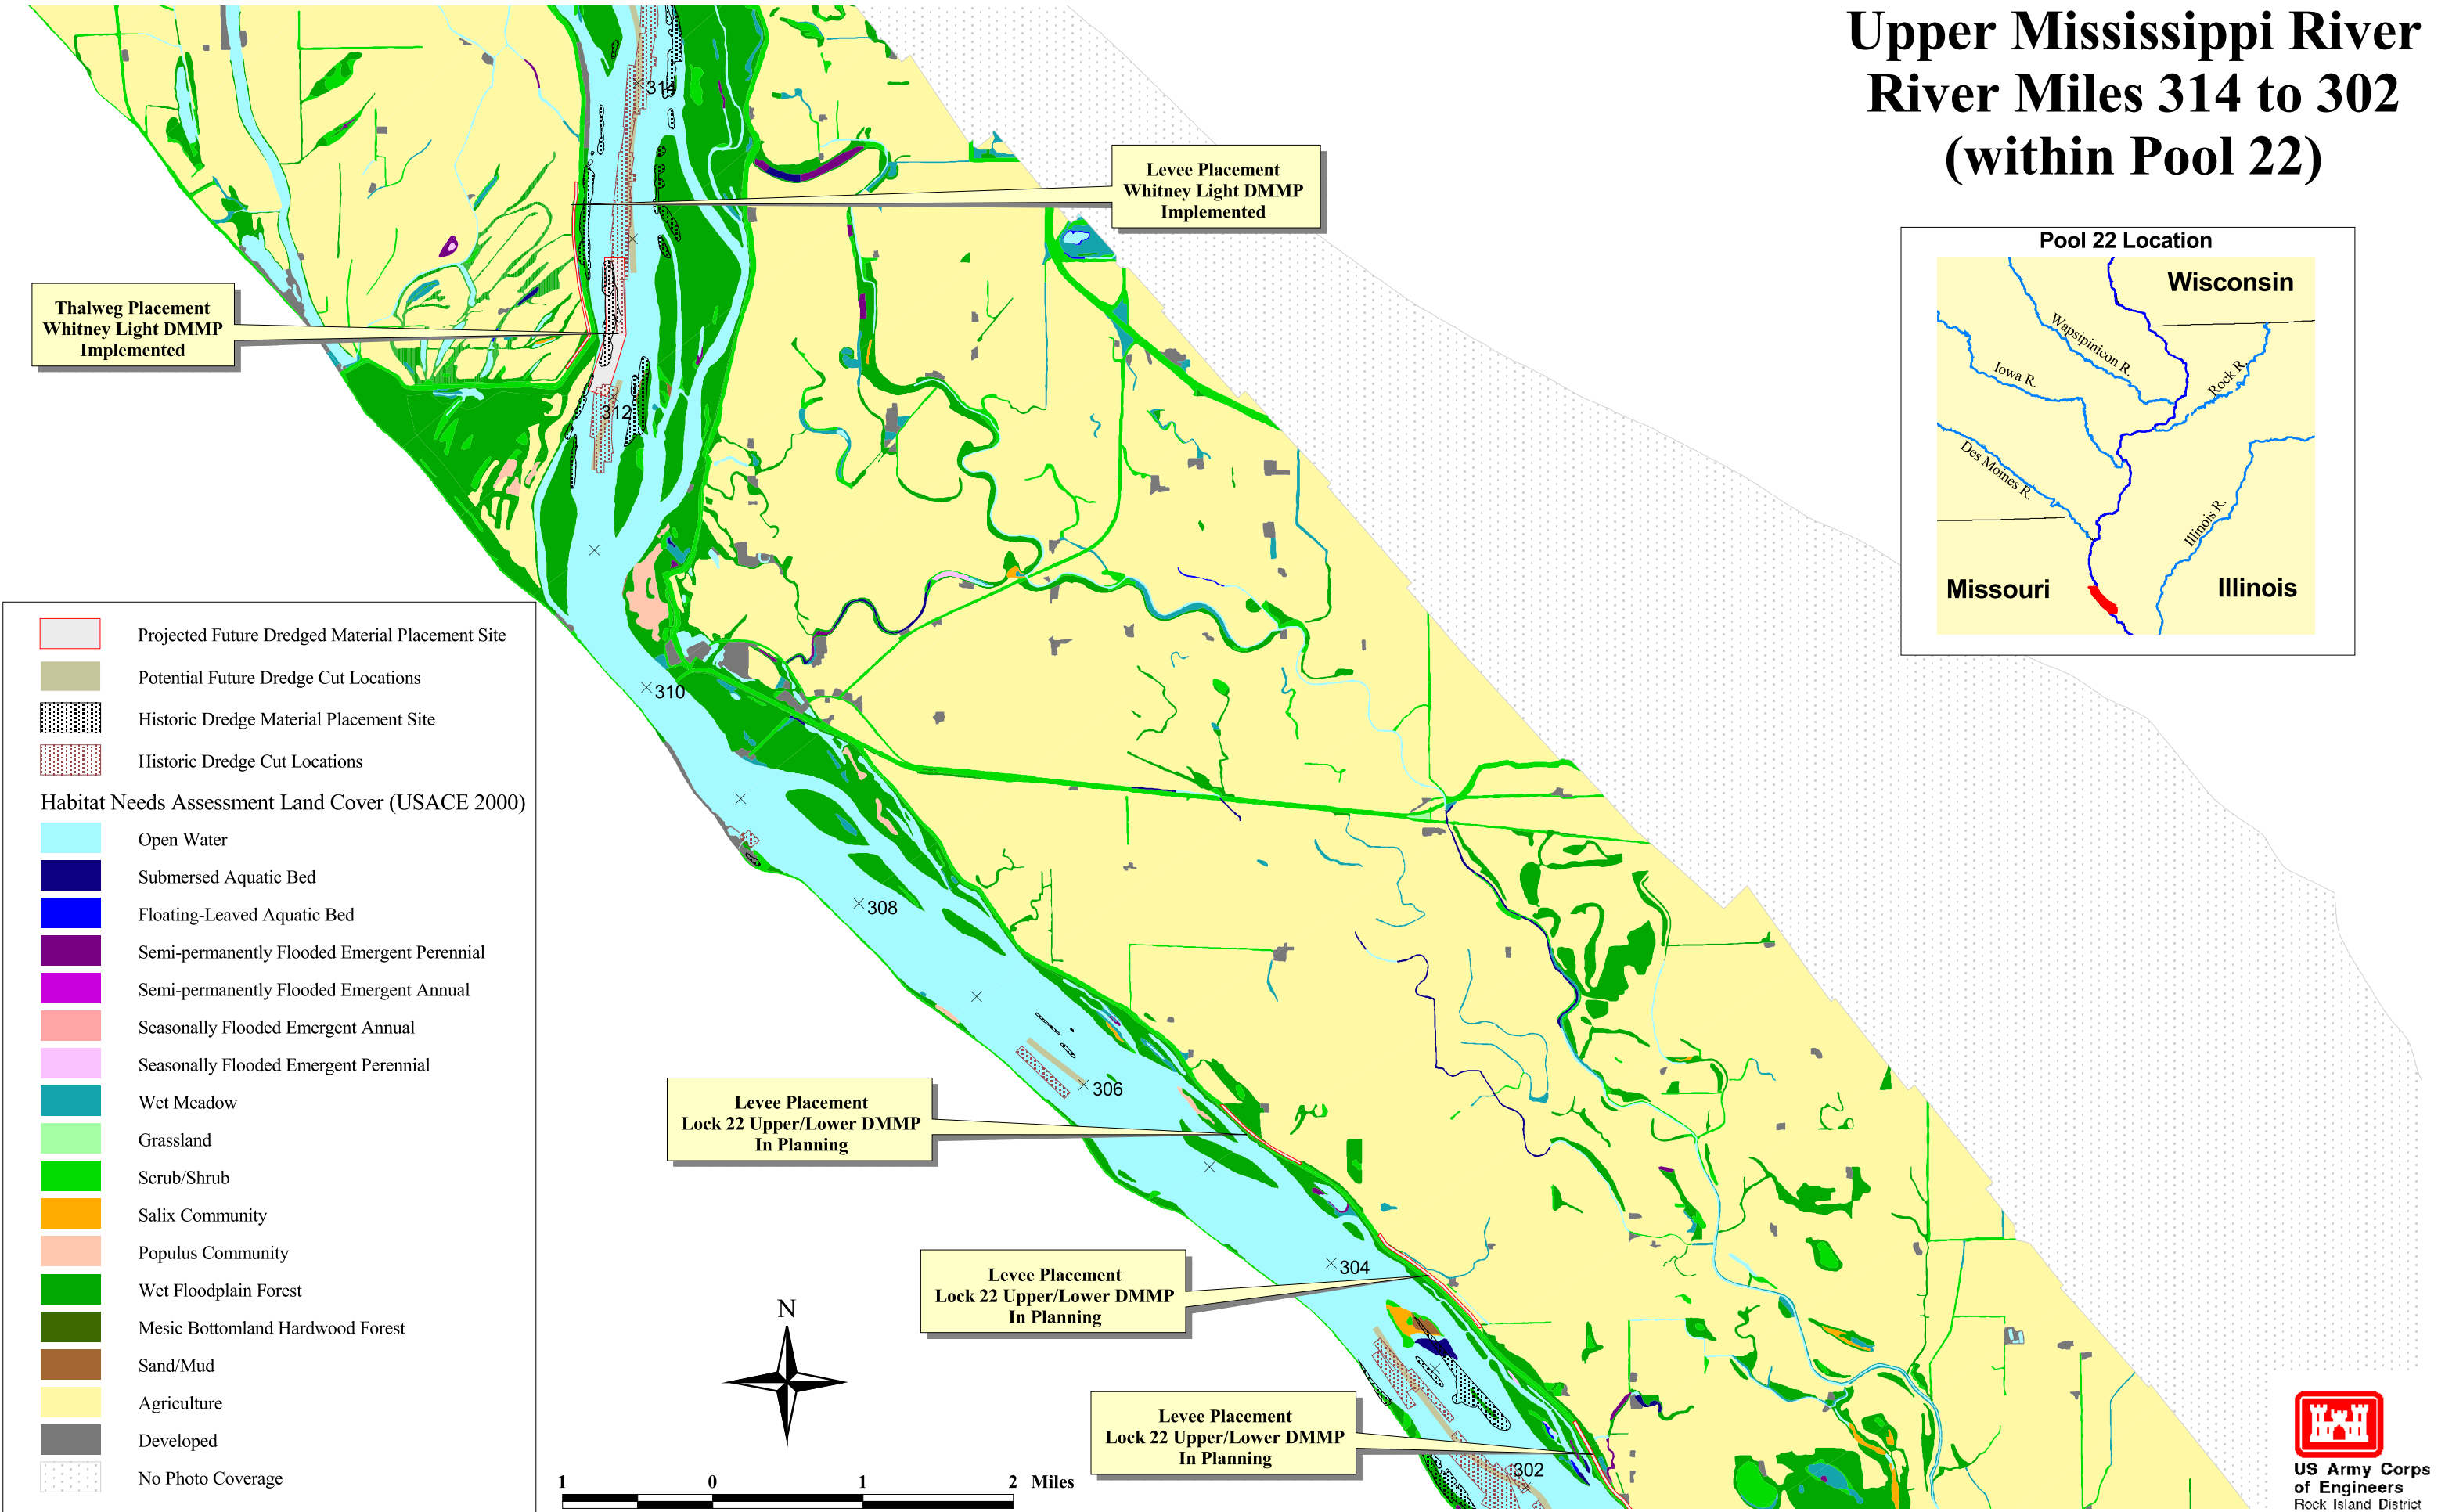 Upper Mississippi River
River Miles 314 to 302
(within Pool 22)
314
Levee Placement
Whitney Light DMMP
Implemented
Thalweg Placement
Whitney Light DMMP
Implemented
312
Pool 22 Location
Wisconsin
Wapsipinicon R.
Iowa R.
Rock R.
Des Moines R.
Illinois R.
Missouri
Illinois
310
308
306
304
302
Projected Future Dredged Material Placement Site
Potential Future Dredge Cut Locations
Historic Dredge Material Placement Site
Historic Dredge Cut Locations
Habitat Needs Assessment Land Cover (USACE 2000)
Open Water
Submersed Aquatic Bed
Floating-Leaved Aquatic Bed
Semi-permanently Flooded Emergent Perennial
Semi-permanently Flooded Emergent Annual
Seasonally Flooded Emergent Annual
Seasonally Flooded Emergent Perennial
Wet Meadow
Grassland
Scrub/Shrub
Salix Community
Populus Community
Wet Floodplain Forest
Mesic Bottomland Hardwood Forest
Sand/Mud
Agriculture
Developed
No Photo Coverage
Levee Placement
Lock 22 Upper/Lower DMMP
In Planning
Levee Placement
Lock 22 Upper/Lower DMMP
In Planning
Levee Placement
Lock 22 Upper/Lower DMMP
In Planning
N
1 0 1 2 Miles
US Army Corps
of Engineers
Rock Island District